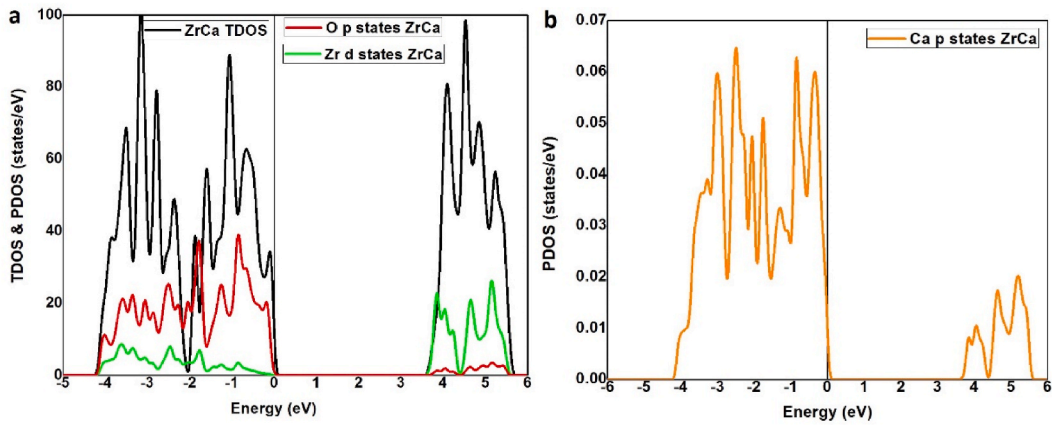 a
TDOS & PDOS (states/eV)
100
80
60
40
20
0
ZrCa TDOS
O p states ZrCa
Zr d states ZrCa
-5 -4 -3 -2 -1 0 1 2 3 4 5 6
Energy (eV)
b
PDOS (states/eV)
0.07
0.06
0.05
0.04
0.03
0.02
0.01
0.00
Ca p states ZrCa
-6 -5 -4 -3 -2 -1 0 1 2 3 4 5 6
Energy (eV)